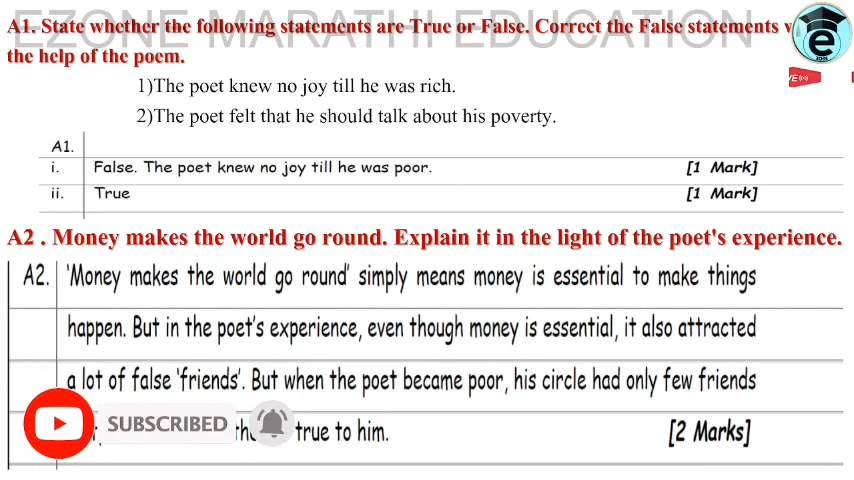 EZONE MARATHI EDUCATION
A1. State whether the following statements are True or False. Correct the False statements
the help of the poem.
1)The poet knew no joy till he was rich.
2)The poet felt that he should talk about his poverty.
A1.
i. False. The poet knew no joy till he was poor. [1 Mark]
ii. True [1 Mark]
A2 . Money makes the world go round. Explain it in the light of the poet's experience.
A2. 'Money makes the world go round' simply means money is essential to make things
happen. But in the poet's experience, even though money is essential, it also attracted
a lot of false 'friends'. But when the poet became poor, his circle had only few friends
SUBSCRIBED true to him. [2 Marks]